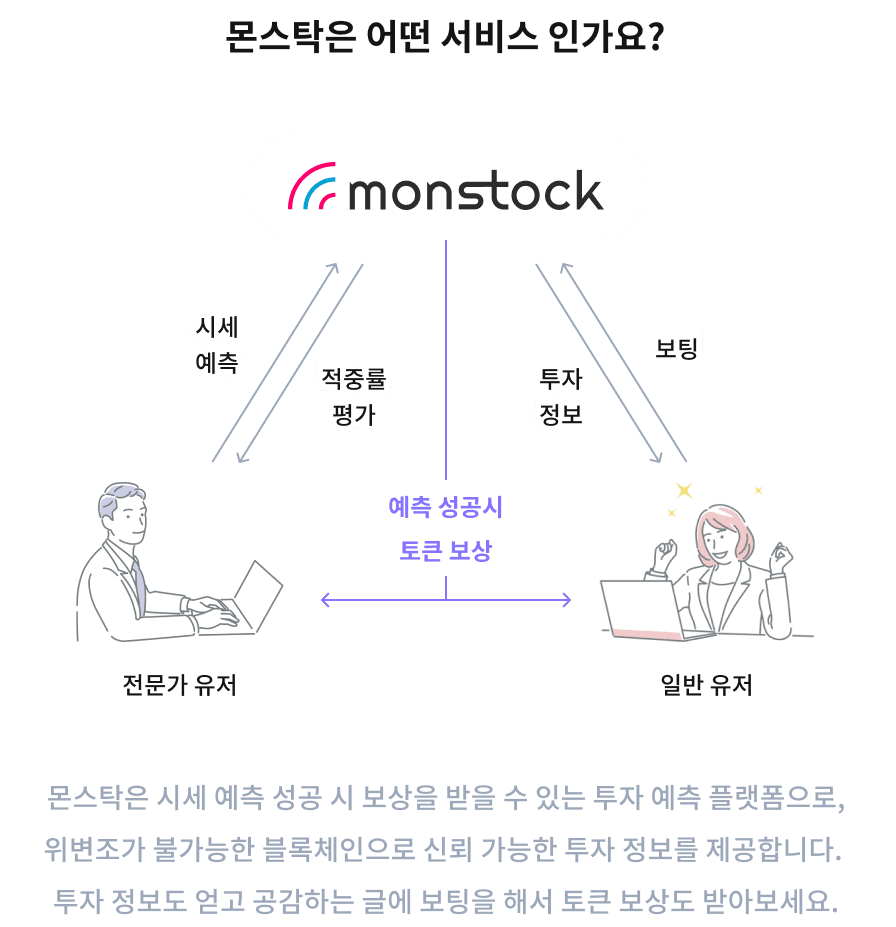 몬스탁은 어떤 서비스 인가요?
monstock
시세
예측
적중률
평가
투자
정보
보팅
예측 성공시
토큰 보상
전문가 유저
일반 유저
몬스탁은 시세 예측 성공 시 보상을 받을 수 있는 투자 예측 플랫폼으로,
위변조가 불가능한 블록체인으로 신뢰 가능한 투자 정보를 제공합니다.
투자 정보도 얻고 공감하는 글에 보팅을 해서 토큰 보상도 받아보세요.